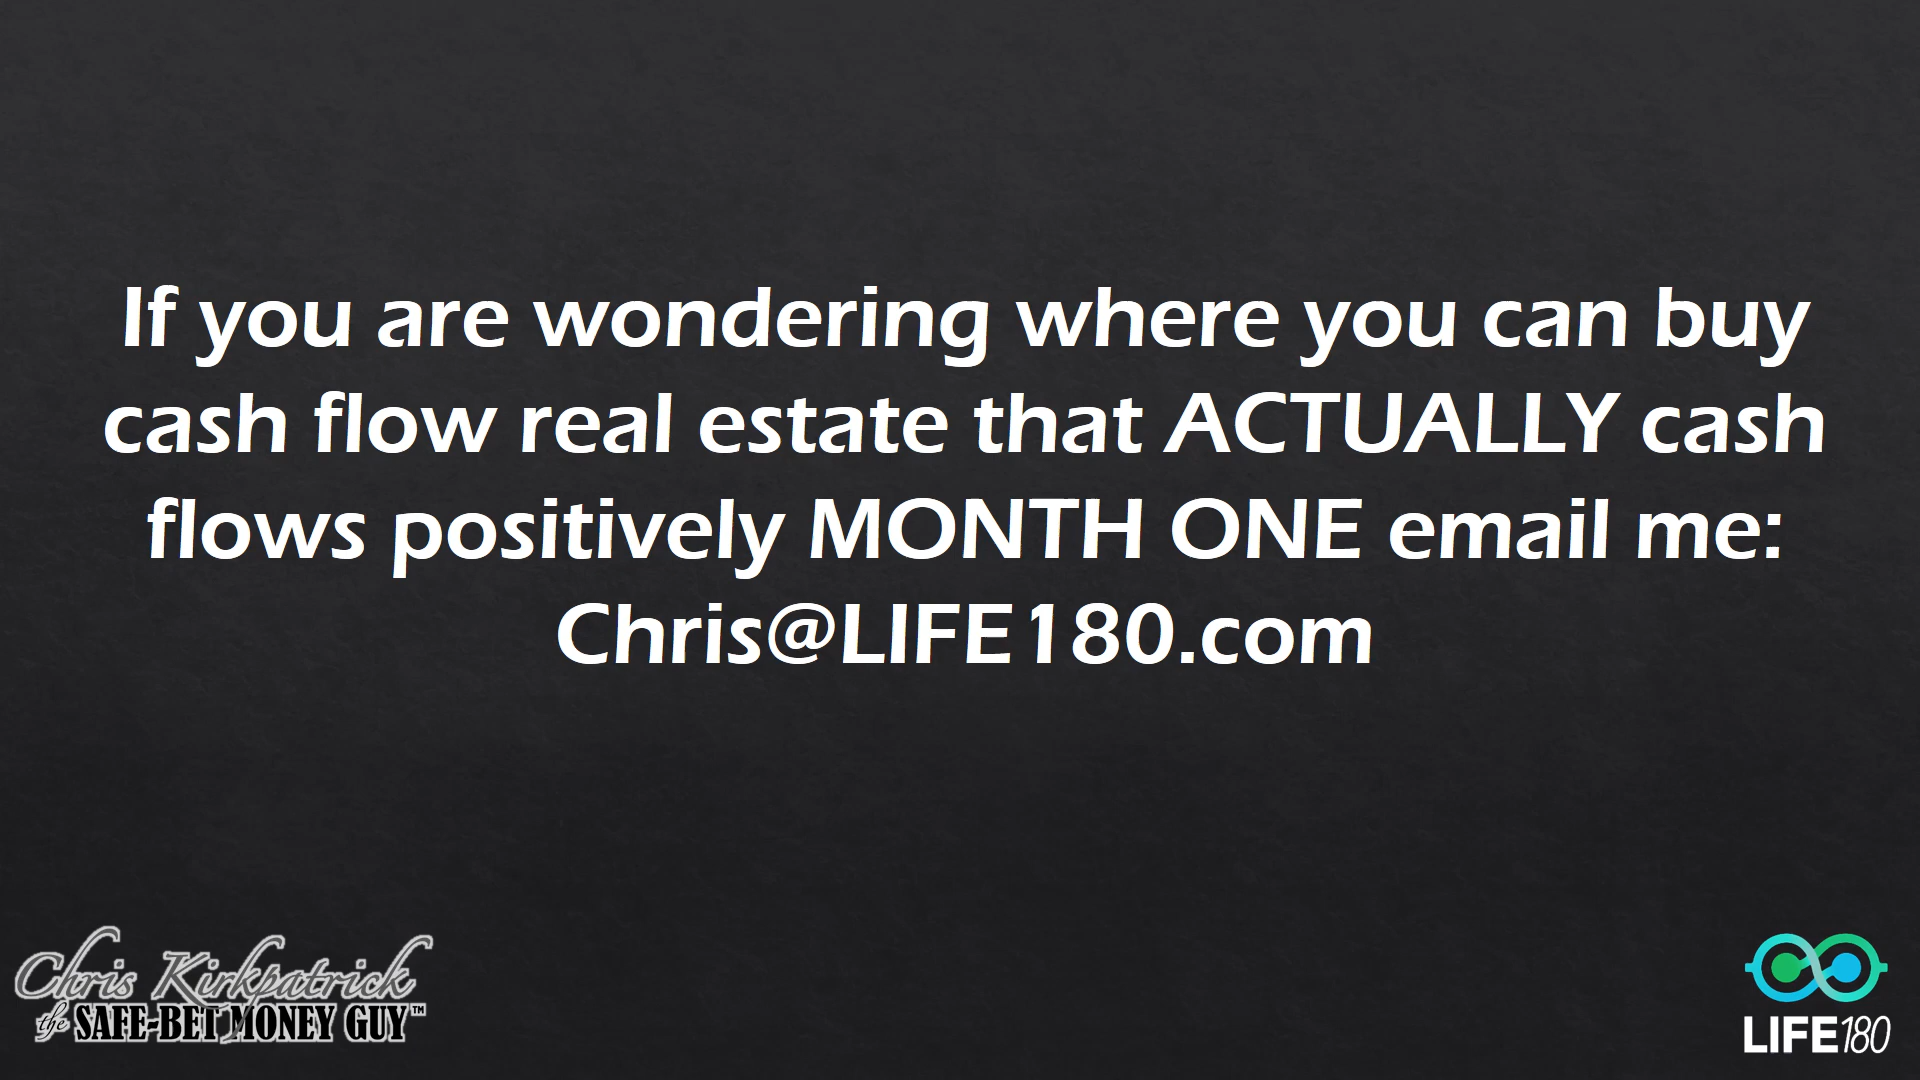 If you are wondering where you can buy
cash flow real estate that ACTUALLY cash
flows positively MONTH ONE email me:
Chris@LIFE180.com
Chris Kirkpatrick
the SAFE-BET MONEY GUY™
LIFE180